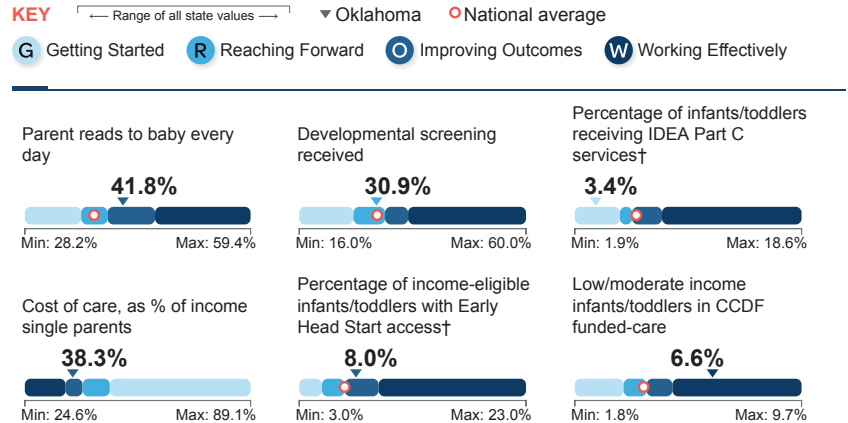 KEY
Range of all state values
Oklahoma
National average
G Getting Started
R Reaching Forward
O Improving Outcomes
W Working Effectively
Parent reads to baby every
day
41.8%
Min: 28.2%
Max: 59.4%
Developmental screening
received
30.9%
Min: 16.0%
Max: 60.0%
Percentage of infants/toddlers
receiving IDEA Part C
services†
3.4%
Min: 1.9%
Max: 18.6%
Cost of care, as % of income
single parents
38.3%
Min: 24.6%
Max: 89.1%
Percentage of income-eligible
infants/toddlers with Early
Head Start access†
8.0%
Min: 3.0%
Max: 23.0%
Low/moderate income
infants/toddlers in CCDF
funded-care
6.6%
Min: 1.8%
Max: 9.7%